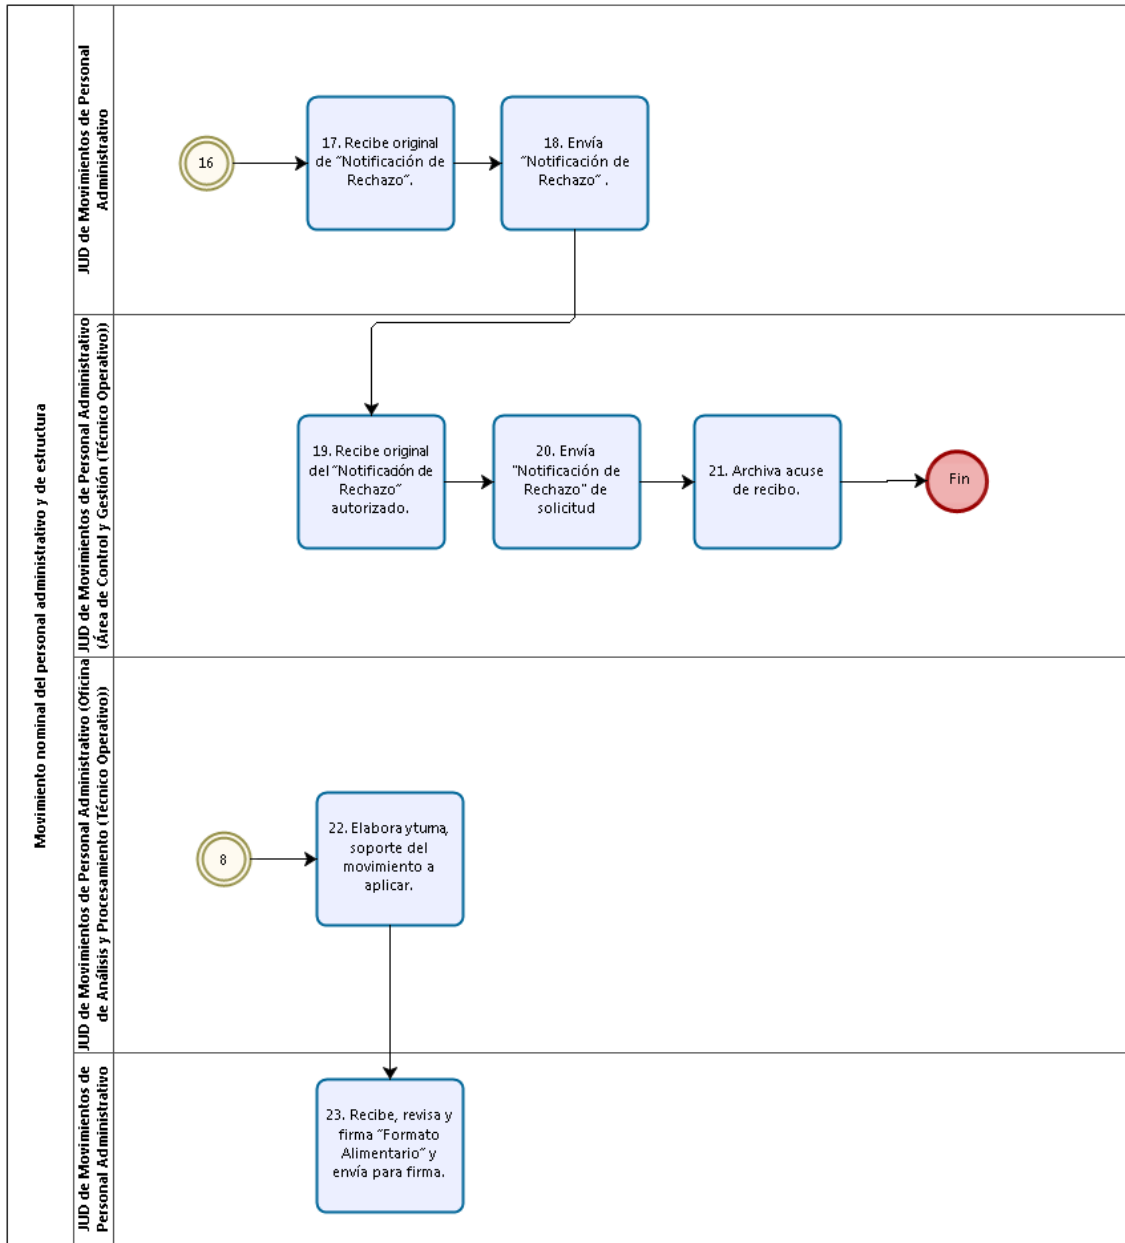 Movimiento nominal del personal administrativo y de estructura
JUD de Movimientos de Personal
Administrativo
16
17. Recibe original
de “Notificación de
Rechazo”.
18. Envía
“Notificación de
Rechazo” .
JUD de Movimientos de Personal Administrativo
(Área de Control y Gestión (Técnico Operativo))
19. Recibe original
del “Notificación de
Rechazo”
autorizado.
20. Envía
"Notificación de
Rechazo" de
solicitud
21. Archiva acuse
de recibo.
Fin
JUD de Movimientos de Personal Administrativo (Oficina
de Análisis y Procesamiento (Técnico Operativo))
8
22. Elabora y turna,
soporte del
movimiento a
aplicar.
JUD de Movimientos de
Personal Administrativo
23. Recibe, revisa y
firma “Formato
Alimentario” y
envía para firma.